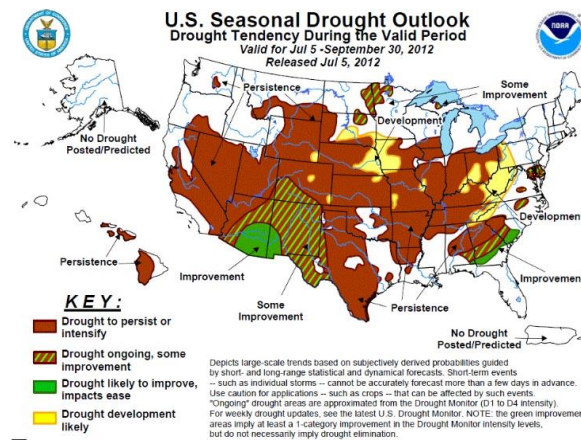 U.S. Seasonal Drought Outlook
Drought Tendency During the Valid Period
Valid for Jul 5 -September 30, 2012
Released Jul 5, 2012
NOAA
Persistence
Some
Improvement
Development
No Drought
Posted/Predicted
Development
Persistence
Improvement
Improvement
Some
Improvement
Persistence
No Drought
Posted/Predicted
KEY:
Drought to persist or
intensify
Drought ongoing, some
improvement
Drought likely to improve,
impacts ease
Drought development
likely
Depicts large-scale trends based on subjectively derived probabilities guided
by short- and long-range statistical and dynamical forecasts. Short-term events
-- such as individual storms -- cannot be accurately forecast more than a few days in advance.
Use caution for applications -- such as crops -- that can be affected by such events.
"Ongoing" drought areas are approximated from the Drought Monitor (D1 to D4 intensity).
For weekly drought updates, see the latest U.S. Drought Monitor. NOTE: the green improvement
areas imply at least a 1-category improvement in the Drought Monitor intensity levels,
but do not necessarily imply drought elimination.